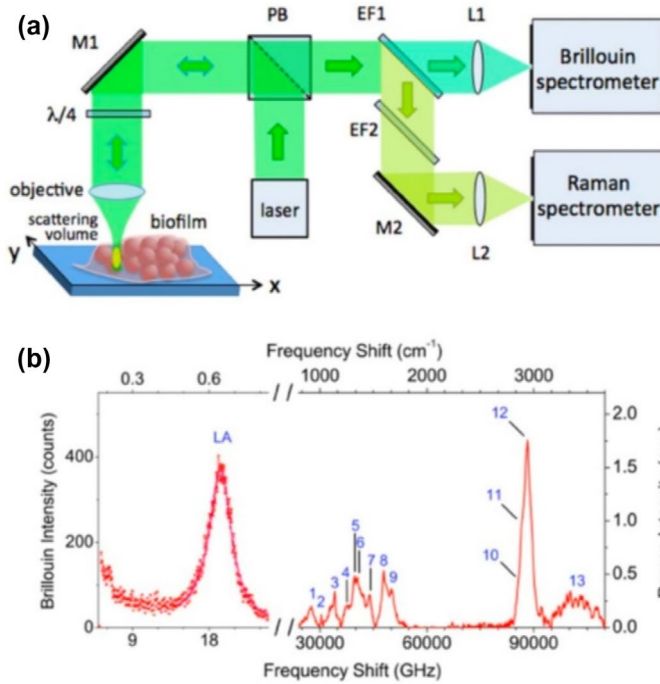 (a)
M1
PB
EF1
L1
Brillouin
spectrometer
λ/4
EF2
objective
laser
Raman
spectrometer
scattering
volume
biofilm
M2
L2
y
x
(b)
Frequency Shift (cm⁻¹)
0.3 0.6 1000 2000 3000
Brillouin Intensity (counts)
400
200
0
LA
1 2 3 4 5 6 7 8 9 10 11 12 13
2.0
1.5
1.0
0.5
0.0
9 18 30000 60000 90000
Frequency Shift (GHz)